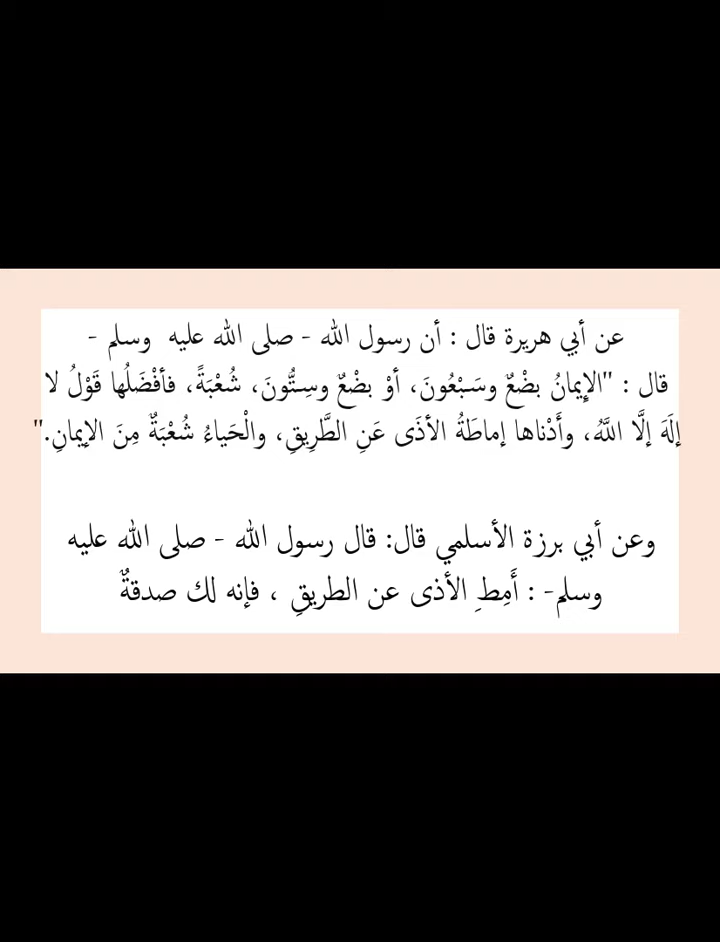 عن أبي هريرة قال : أن رسول الله - صلى الله عليه وسلم -
قال : "الإِيمانُ بضْعٌ وسَبْعُونَ، أوْ بضْعٌ وسِتُّونَ، شُعْبَةً، فأفْضَلُها قَوْلُ لا
إلَهَ إلَّا اللَّهُ، وأَدْناها إماطَةُ الأذَى عَنِ الطَّرِيقِ، والْحَياءُ شُعْبَةٌ مِنَ الإيمانِ."
وعن أبي برزة الأسلمي قال: قال رسول الله - صلى الله عليه
وسلم- : أَمِطِ الأذى عن الطريقِ ، فإنه لك صدقةٌ